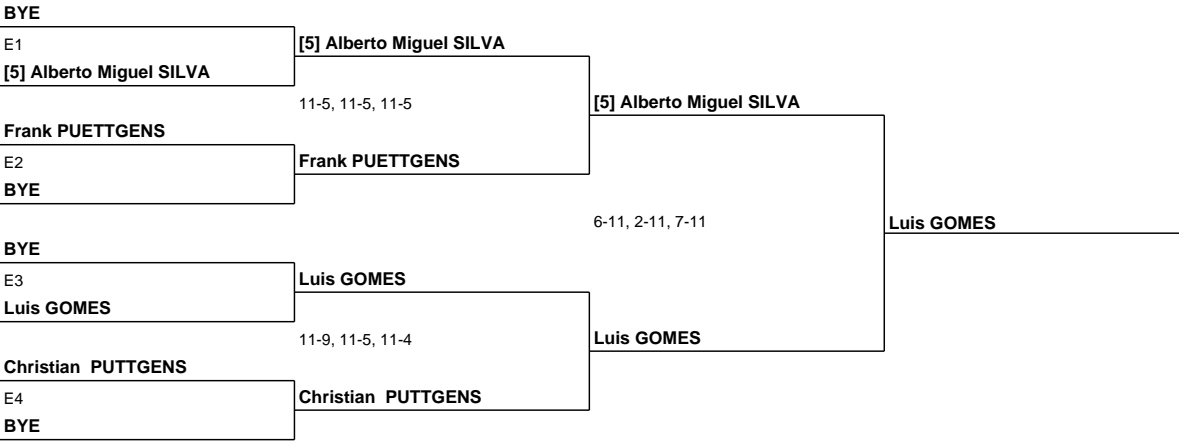 BYE
E1
[5] Alberto Miguel SILVA
[5] Alberto Miguel SILVA
11-5, 11-5, 11-5
[5] Alberto Miguel SILVA
Frank PUETTGENS
E2
Frank PUETTGENS
BYE
6-11, 2-11, 7-11
Luis GOMES
BYE
E3
Luis GOMES
Luis GOMES
11-9, 11-5, 11-4
Luis GOMES
Christian PUTTGENS
E4
Christian PUTTGENS
BYE